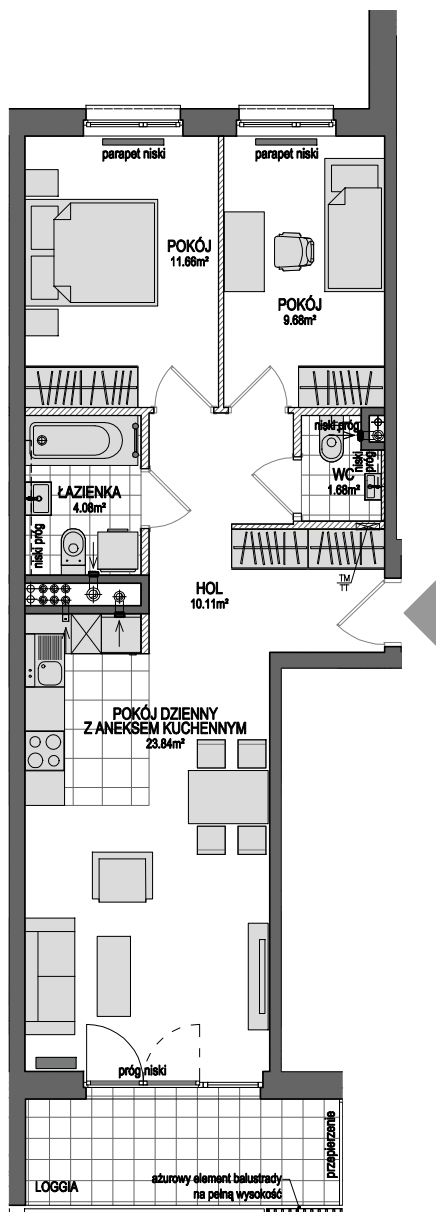 parapet niski
parapet niski
POKÓJ
11.66m²
POKÓJ
9.68m²
niski próg
niski próg
WC
1.68m²
ŁAZIENKA
4.08m²
niski próg
TM
TT
HOL
10.11m²
POKÓJ DZIENNY
Z ANEKSEM KUCHENNYM
23.84m²
próg niski
przepierzenie
LOGGIA
ażurowy element balustrady
na pełną wysokość